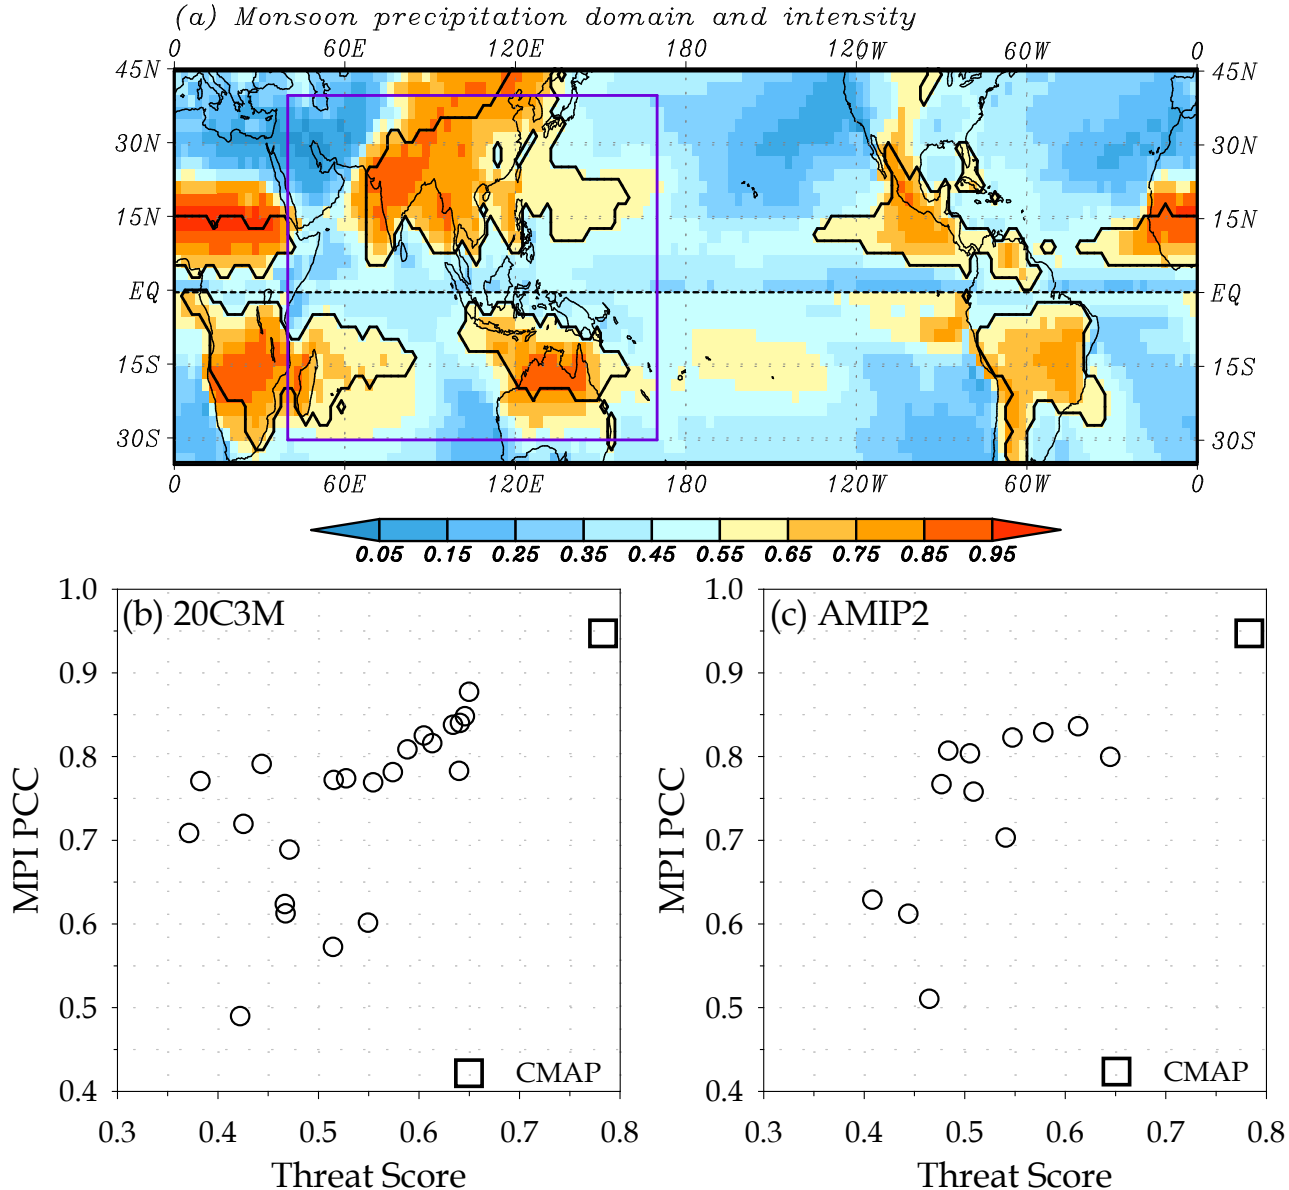 (a) Monsoon precipitation domain and intensity
0 60E 120E 180 120W 60W 0
45N 45N
30N 30N
15N 15N
EQ EQ
15S 15S
30S 30S
0 60E 120E 180 120W 60W 0
0.05 0.15 0.25 0.35 0.45 0.55 0.65 0.75 0.85 0.95
(b) 20C3M
1.0
0.9
0.8
0.7
0.6
0.5
0.4
MPI PCC
CMAP
0.3 0.4 0.5 0.6 0.7 0.8
Threat Score
(c) AMIP2
1.0
0.9
0.8
0.7
0.6
0.5
0.4
MPI PCC
CMAP
0.3 0.4 0.5 0.6 0.7 0.8
Threat Score